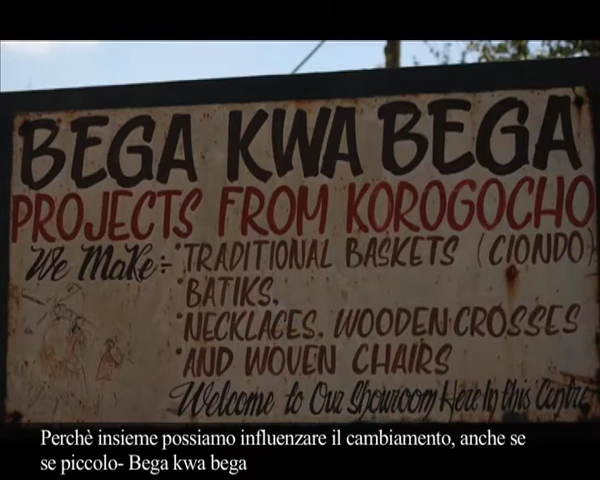 BEGA KWA BEGA
PROJECTS FROM KOROGOCHO
We Make:- • TRADITIONAL BASKETS (CIONDO)
• BATIKS,
• NECKLACES, WOODEN CROSSES
• AND WOVEN CHAIRS
Welcome to Our Showroom Here In this Centre
Perchè insieme possiamo influenzare il cambiamento, anche se
se piccolo- Bega kwa bega